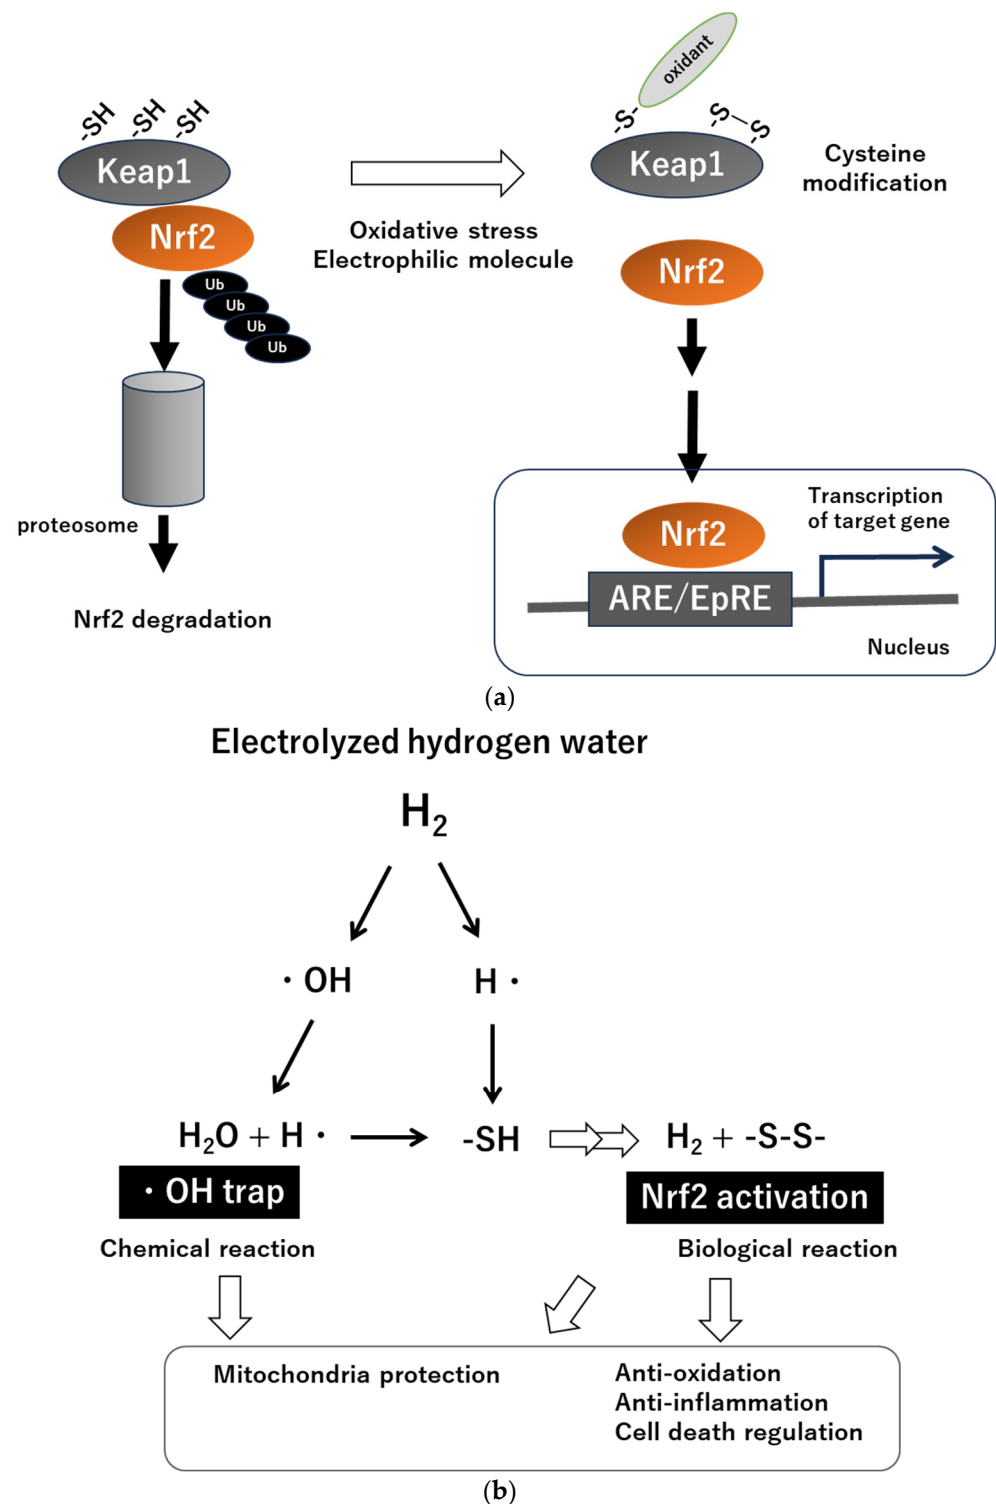 oxidant
-SH
-SH
-SH
-S-
-S-S
Keap1
Keap1
Cysteine
modification
Nrf2
Oxidative stress
Electrophilic molecule
Nrf2
Ub
Ub
Ub
Ub
proteosome
Nrf2 degradation
Transcription
of target gene
Nrf2
ARE/EpRE
Nucleus
(a)
Electrolyzed hydrogen water
H₂
・OH
H・
H₂O + H・
-SH
H₂ + -S-S-
・OH trap
Nrf2 activation
Chemical reaction
Biological reaction
Mitochondria protection
Anti-oxidation
Anti-inflammation
Cell death regulation
(b)